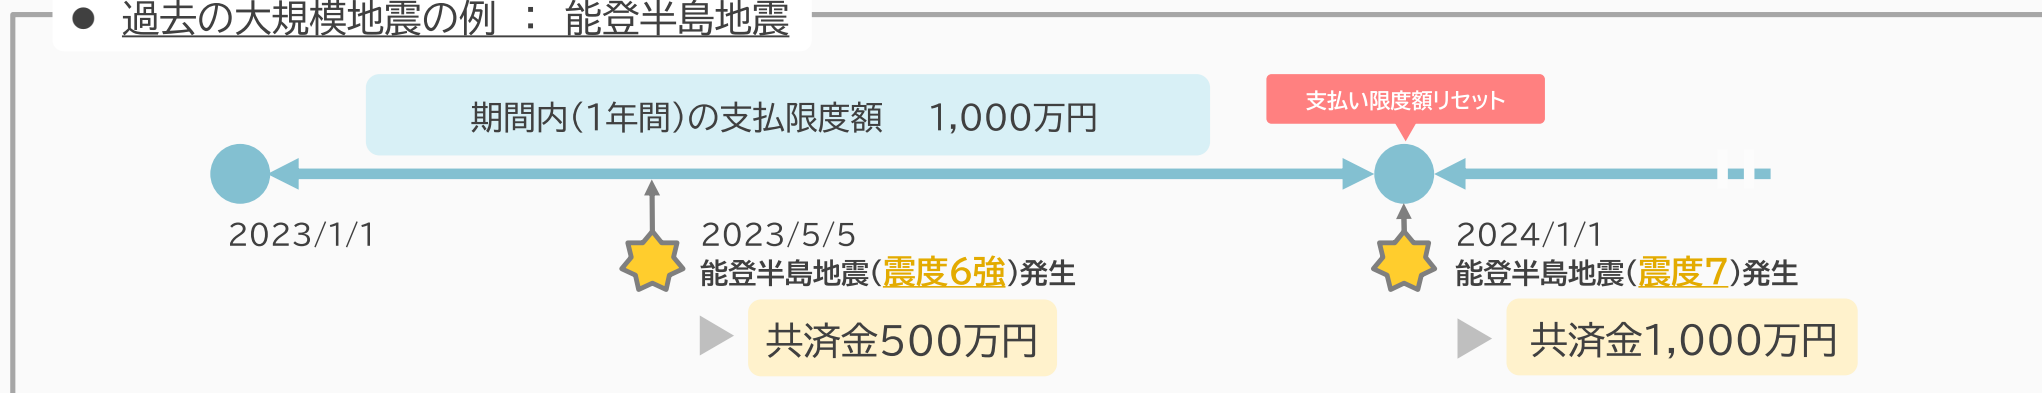 ● 過去の大規模地震の例 ： 能登半島地震
期間内(1年間)の支払限度額 1,000万円
支払い限度額リセット
2023/1/1
2023/5/5
能登半島地震(震度6強)発生
共済金500万円
2024/1/1
能登半島地震(震度7)発生
共済金1,000万円